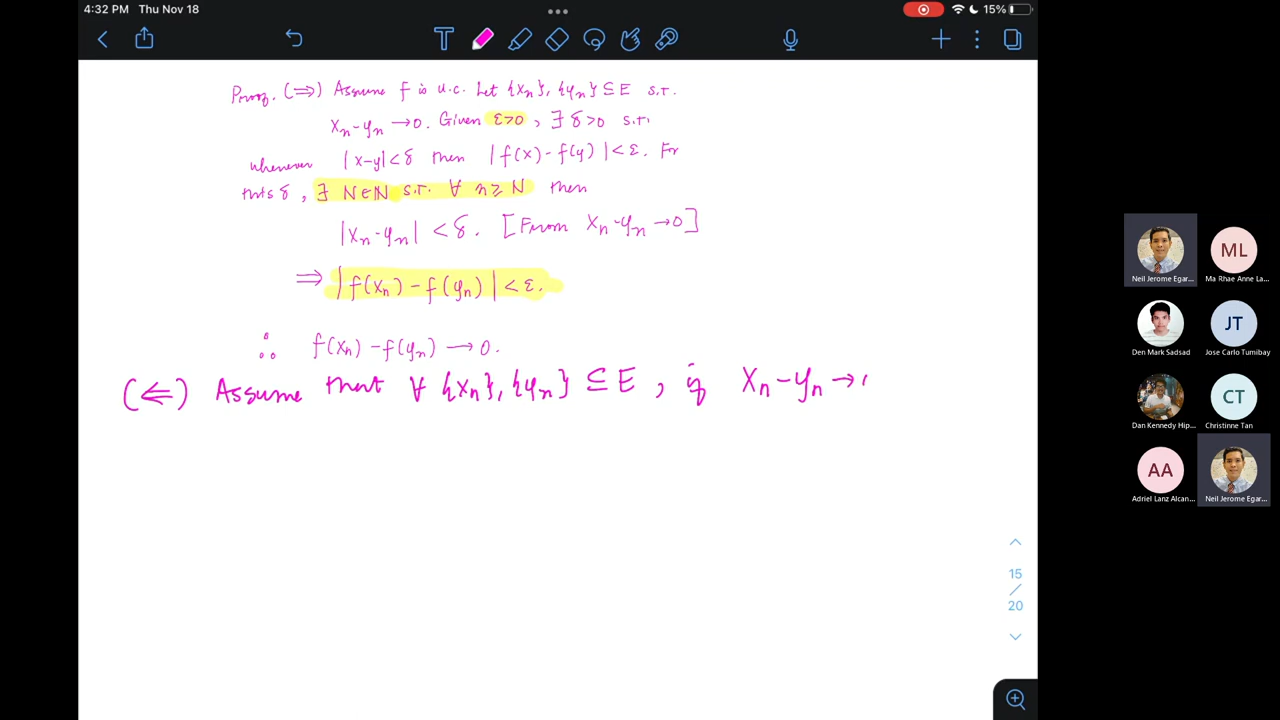 4:32 PM Thu Nov 18
15%
Proof. (⇒) Assume f is u.c. Let {xn}, {yn} ⊆ E s.t.
xn - yn → 0. Given ε>0, ∃ δ>0 s.t.
whenever |x-y| < δ then |f(x) - f(y)| < ε. For
this δ, ∃ N∈ℕ s.t. ∀ n ≥ N then
|xn - yn| < δ. [From xn - yn → 0]
⇒ |f(xn) - f(yn)| < ε.
∴ f(xn) - f(yn) → 0.
(⇐) Assume that ∀ {xn}, {yn} ⊆ E, if xn - yn →
15
/
20
Neil Jerome Egar...
ML
Ma Rhae Anne La...
Den Mark Sadsad
JT
Jose Carlo Tumibay
Dan Kennedy Hip...
CT
Christinne Tan
AA
Adriel Lanz Alcan...
Neil Jerome Egar...